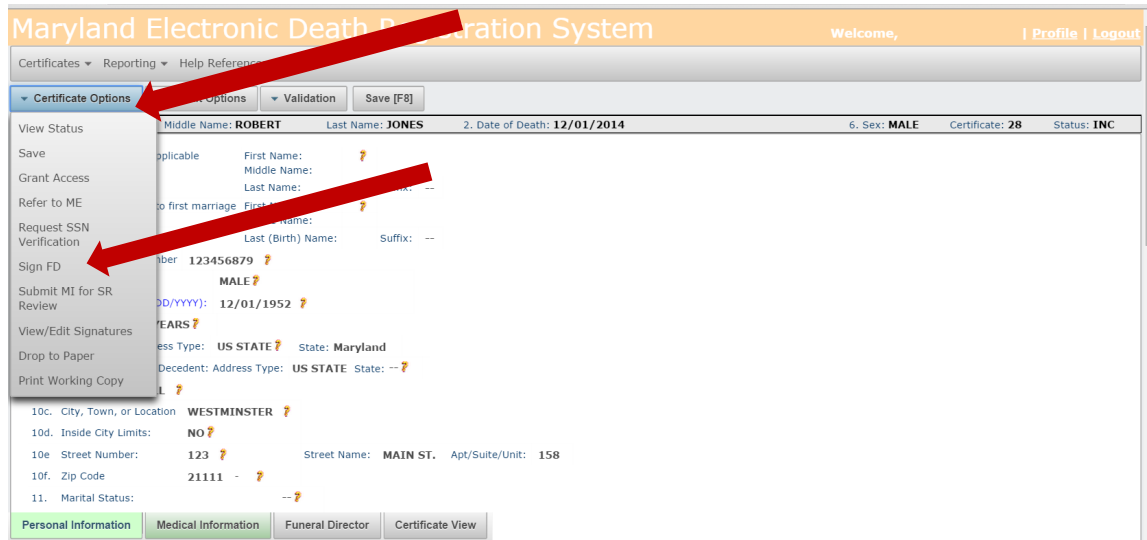 Maryland Electronic Death Registration System Welcome, | Profile | Logout
Certificates Reporting Help Reference
Certificate Options Options Validation Save [F8]
Middle Name: ROBERT Last Name: JONES 2. Date of Death: 12/01/2014 6. Sex: MALE Certificate: 28 Status: INC
View Status
Save
Grant Access
Refer to ME
Request SSN
Verification
Sign FD
Submit MI for SR
Review
View/Edit Signatures
Drop to Paper
Print Working Copy
pplicable First Name:
Middle Name:
Last Name: --
to first marriage
Name:
Last (Birth) Name: Suffix: --
123456879
MALE
DD/YYYY): 12/01/1952
YEARS
Type: US STATE State: Maryland
Decedent: Address Type: US STATE State: --
L
10c. City, Town, or Location WESTMINSTER
10d. Inside City Limits: NO
10e Street Number: 123 Street Name: MAIN ST. Apt/Suite/Unit: 158
10f. Zip Code 21111 -
11. Marital Status: --
Personal Information Medical Information Funeral Director Certificate View